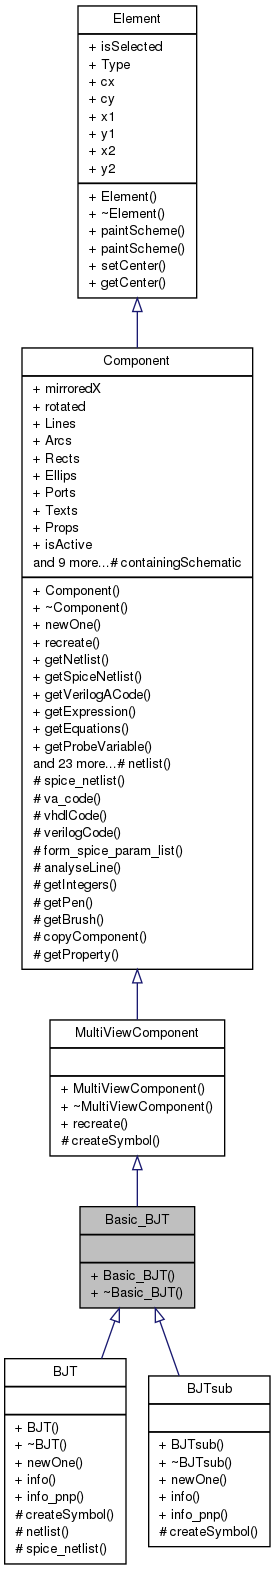 Element
+ isSelected
+ Type
+ cx
+ cy
+ x1
+ y1
+ x2
+ y2
+ Element()
+ ~Element()
+ paintScheme()
+ paintScheme()
+ setCenter()
+ getCenter()
Component
+ mirroredX
+ rotated
+ Lines
+ Arcs
+ Rects
+ Ellips
+ Ports
+ Texts
+ Props
+ isActive
and 9 more...# containingSchematic
+ Component()
+ ~Component()
+ newOne()
+ recreate()
+ getNetlist()
+ getSpiceNetlist()
+ getVerilogACode()
+ getExpression()
+ getEquations()
+ getProbeVariable()
and 23 more...# netlist()
# spice_netlist()
# va_code()
# vhdlCode()
# verilogCode()
# form_spice_param_list()
# analyseLine()
# getIntegers()
# getPen()
# getBrush()
# copyComponent()
# getProperty()
MultiViewComponent
+ MultiViewComponent()
+ ~MultiViewComponent()
+ recreate()
# createSymbol()
Basic_BJT
+ Basic_BJT()
+ ~Basic_BJT()
BJT
+ BJT()
+ ~BJT()
+ newOne()
+ info()
+ info_pnp()
# createSymbol()
# netlist()
# spice_netlist()
BJTsub
+ BJTsub()
+ ~BJTsub()
+ newOne()
+ info()
+ info_pnp()
# createSymbol()